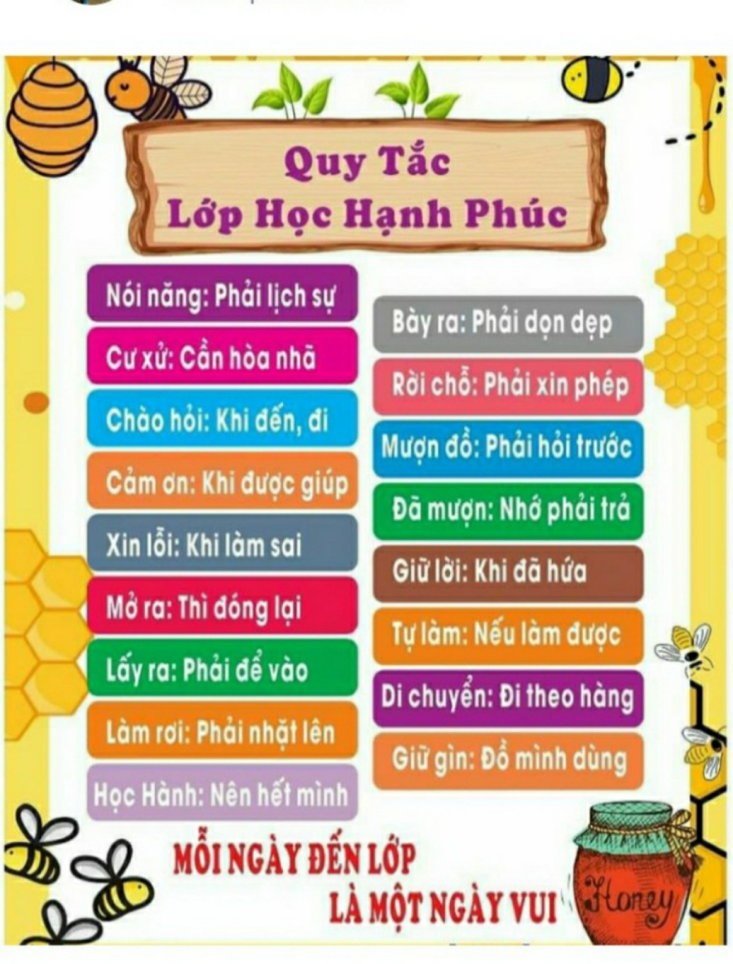 Quy Tắc
Lớp Học Hạnh Phúc
Nói năng: Phải lịch sự
Cư xử: Cần hòa nhã
Chào hỏi: Khi đến, đi
Cảm ơn: Khi được giúp
Xin lỗi: Khi làm sai
Mở ra: Thì đóng lại
Lấy ra: Phải để vào
Làm rơi: Phải nhặt lên
Học Hành: Nên hết mình
Bày ra: Phải dọn dẹp
Rời chỗ: Phải xin phép
Mượn đồ: Phải hỏi trước
Đã mượn: Nhớ phải trả
Giữ lời: Khi đã hứa
Tự làm: Nếu làm được
Di chuyển: Đi theo hàng
Giữ gìn: Đồ mình dùng
MỖI NGÀY ĐẾN LỚP
LÀ MỘT NGÀY VUI
Honey